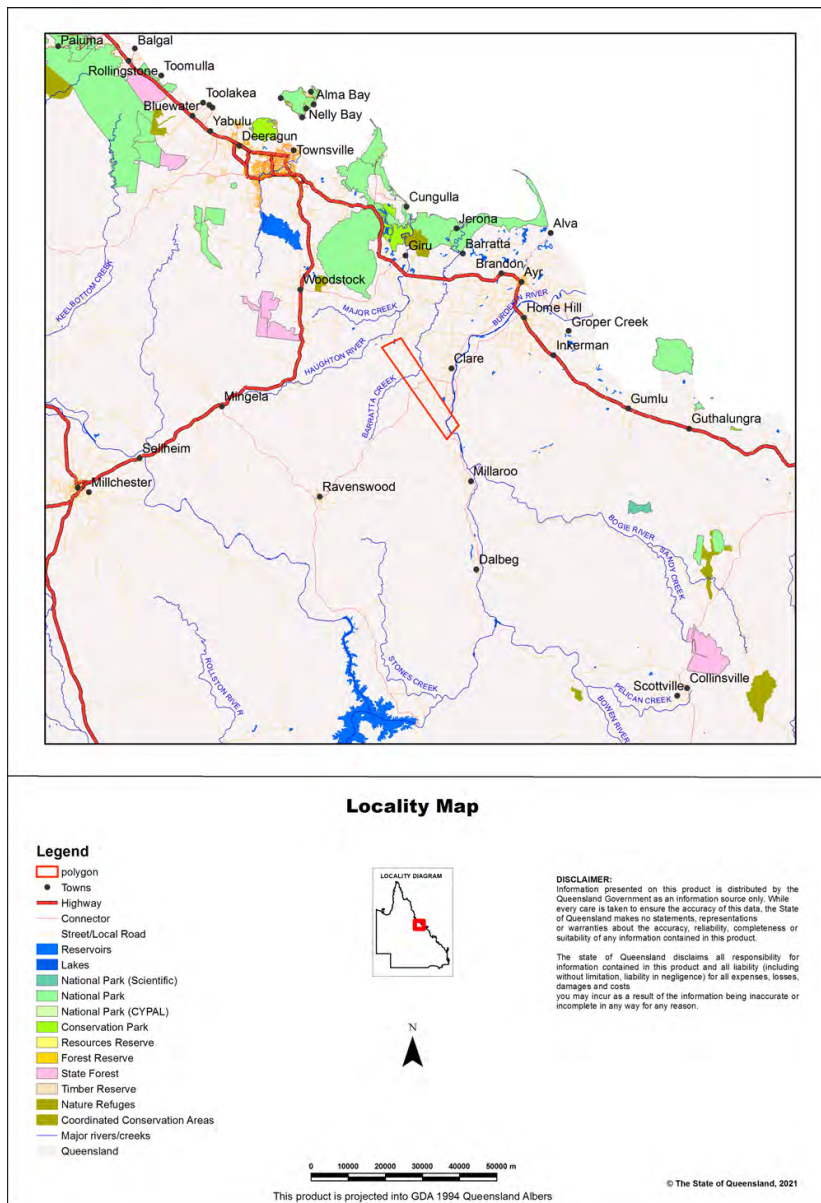 Paluma
Balgal
Rollingstone
Toomulla
Toolakea
Alma Bay
Bluewater
Nelly Bay
Yabulu
Deeragun
Townsville
Cungulla
Jerona
Alva
Giru
Barratta
KEELBOTTOM CREEK
Woodstock
Brandon
Ayr
BURDEKIN RIVER
MAJOR CREEK
Home Hill
Groper Creek
HAUGHTON RIVER
Inkerman
Clare
BARRATTA CREEK
Mingela
Gumlu
Guthalungra
Sellheim
Millchester
Ravenswood
Millaroo
BOGIE RIVER
SANDY CREEK
Dalbeg
ROLLSTON RIVER
STONES CREEK
Collinsville
Scottville
PELICAN CREEK
BOWEN RIVER
Locality Map
Legend
polygon
Towns
Highway
Connector
Street/Local Road
Reservoirs
Lakes
National Park (Scientific)
National Park
National Park (CYPAL)
Conservation Park
Resources Reserve
Forest Reserve
State Forest
Timber Reserve
Nature Refuges
Coordinated Conservation Areas
Major rivers/creeks
Queensland
LOCALITY DIAGRAM
N
DISCLAIMER:
Information presented on this product is distributed by the
Queensland Government as an information source only. While
every care is taken to ensure the accuracy of this data, the State
of Queensland makes no statements, representations
or warranties about the accuracy, reliability, completeness or
suitability of any information contained in this product.
The state of Queensland disclaims all responsibility for
information contained in this product and all liability (including
without limitation, liability in negligence) for all expenses, losses,
damages and costs
you may incur as a result of the information being inaccurate or
incomplete in any way for any reason.
0 10000 20000 30000 40000 50000 m
This product is projected into GDA 1994 Queensland Albers
© The State of Queensland, 2021